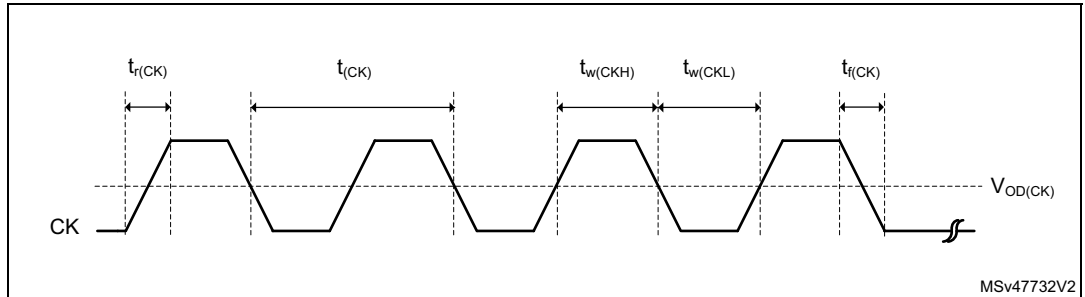 tr(CK) t(CK) tw(CKH) tw(CKL) tf(CK)
VOD(CK)
CK
MSv47732V2